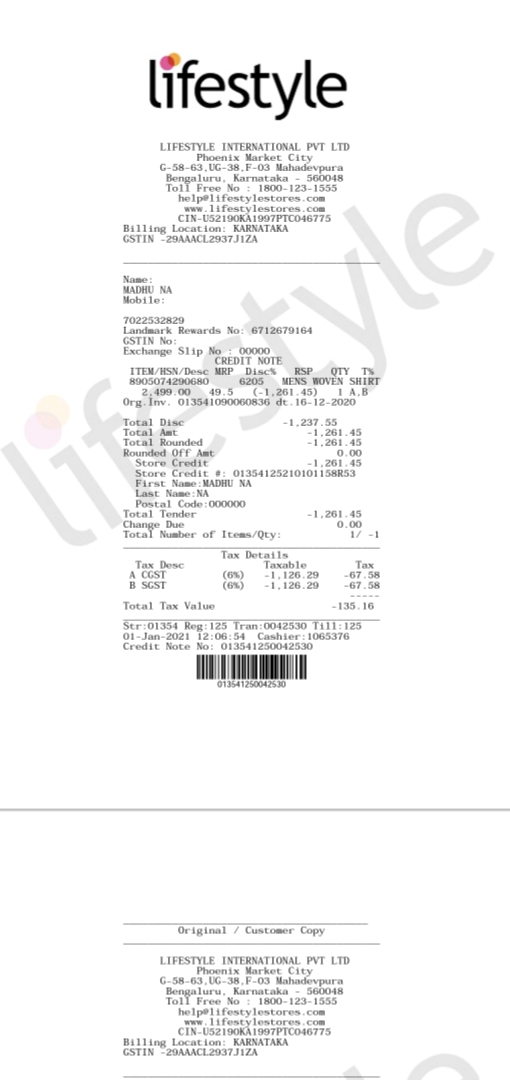 lifestyle
LIFESTYLE INTERNATIONAL PVT LTD
Phoenix Market City
G-58-63,UG-38,F-03 Mahadevpura
Bengaluru, Karnataka - 560048
Toll Free No : 1800-123-1555
help@lifestylestores.com
www.lifestylestores.com
CIN-U52190KA1997PTC046775
Billing Location: KARNATAKA
GSTIN -29AAACL2937J1ZA
Name:
MADHU NA
Mobile:
7022532829
Landmark Rewards No: 6712679164
GSTIN No:
Exchange Slip No : 00000
CREDIT NOTE
ITEM/HSN/Desc MRP Disc% RSP QTY T%
8905074290680 6205 MENS WOVEN SHIRT
2,499.00 49.5 (-1,261.45) 1 A,B
Org.Inv. 013541090060836 dt.16-12-2020
Total Disc -1,237.55
Total Amt -1,261.45
Total Rounded -1,261.45
Rounded Off Amt 0.00
Store Credit -1,261.45
Store Credit #: 01354125210101158R53
First Name:MADHU NA
Last Name:NA
Postal Code:000000
Total Tender -1,261.45
Change Due 0.00
Total Number of Items/Qty: 1/ -1
Tax Details
Tax Desc Taxable Tax
A CGST (6%) -1,126.29 -67.58
B SGST (6%) -1,126.29 -67.58
-----
Total Tax Value -135.16
Str:01354 Reg:125 Tran:0042530 Till:125
01-Jan-2021 12:06:54 Cashier:1065376
Credit Note No: 013541250042530
013541250042530
Original / Customer Copy
LIFESTYLE INTERNATIONAL PVT LTD
Phoenix Market City
G-58-63,UG-38,F-03 Mahadevpura
Bengaluru, Karnataka - 560048
Toll Free No : 1800-123-1555
help@lifestylestores.com
www.lifestylestores.com
CIN-U52190KA1997PTC046775
Billing Location: KARNATAKA
GSTIN -29AAACL2937J1ZA